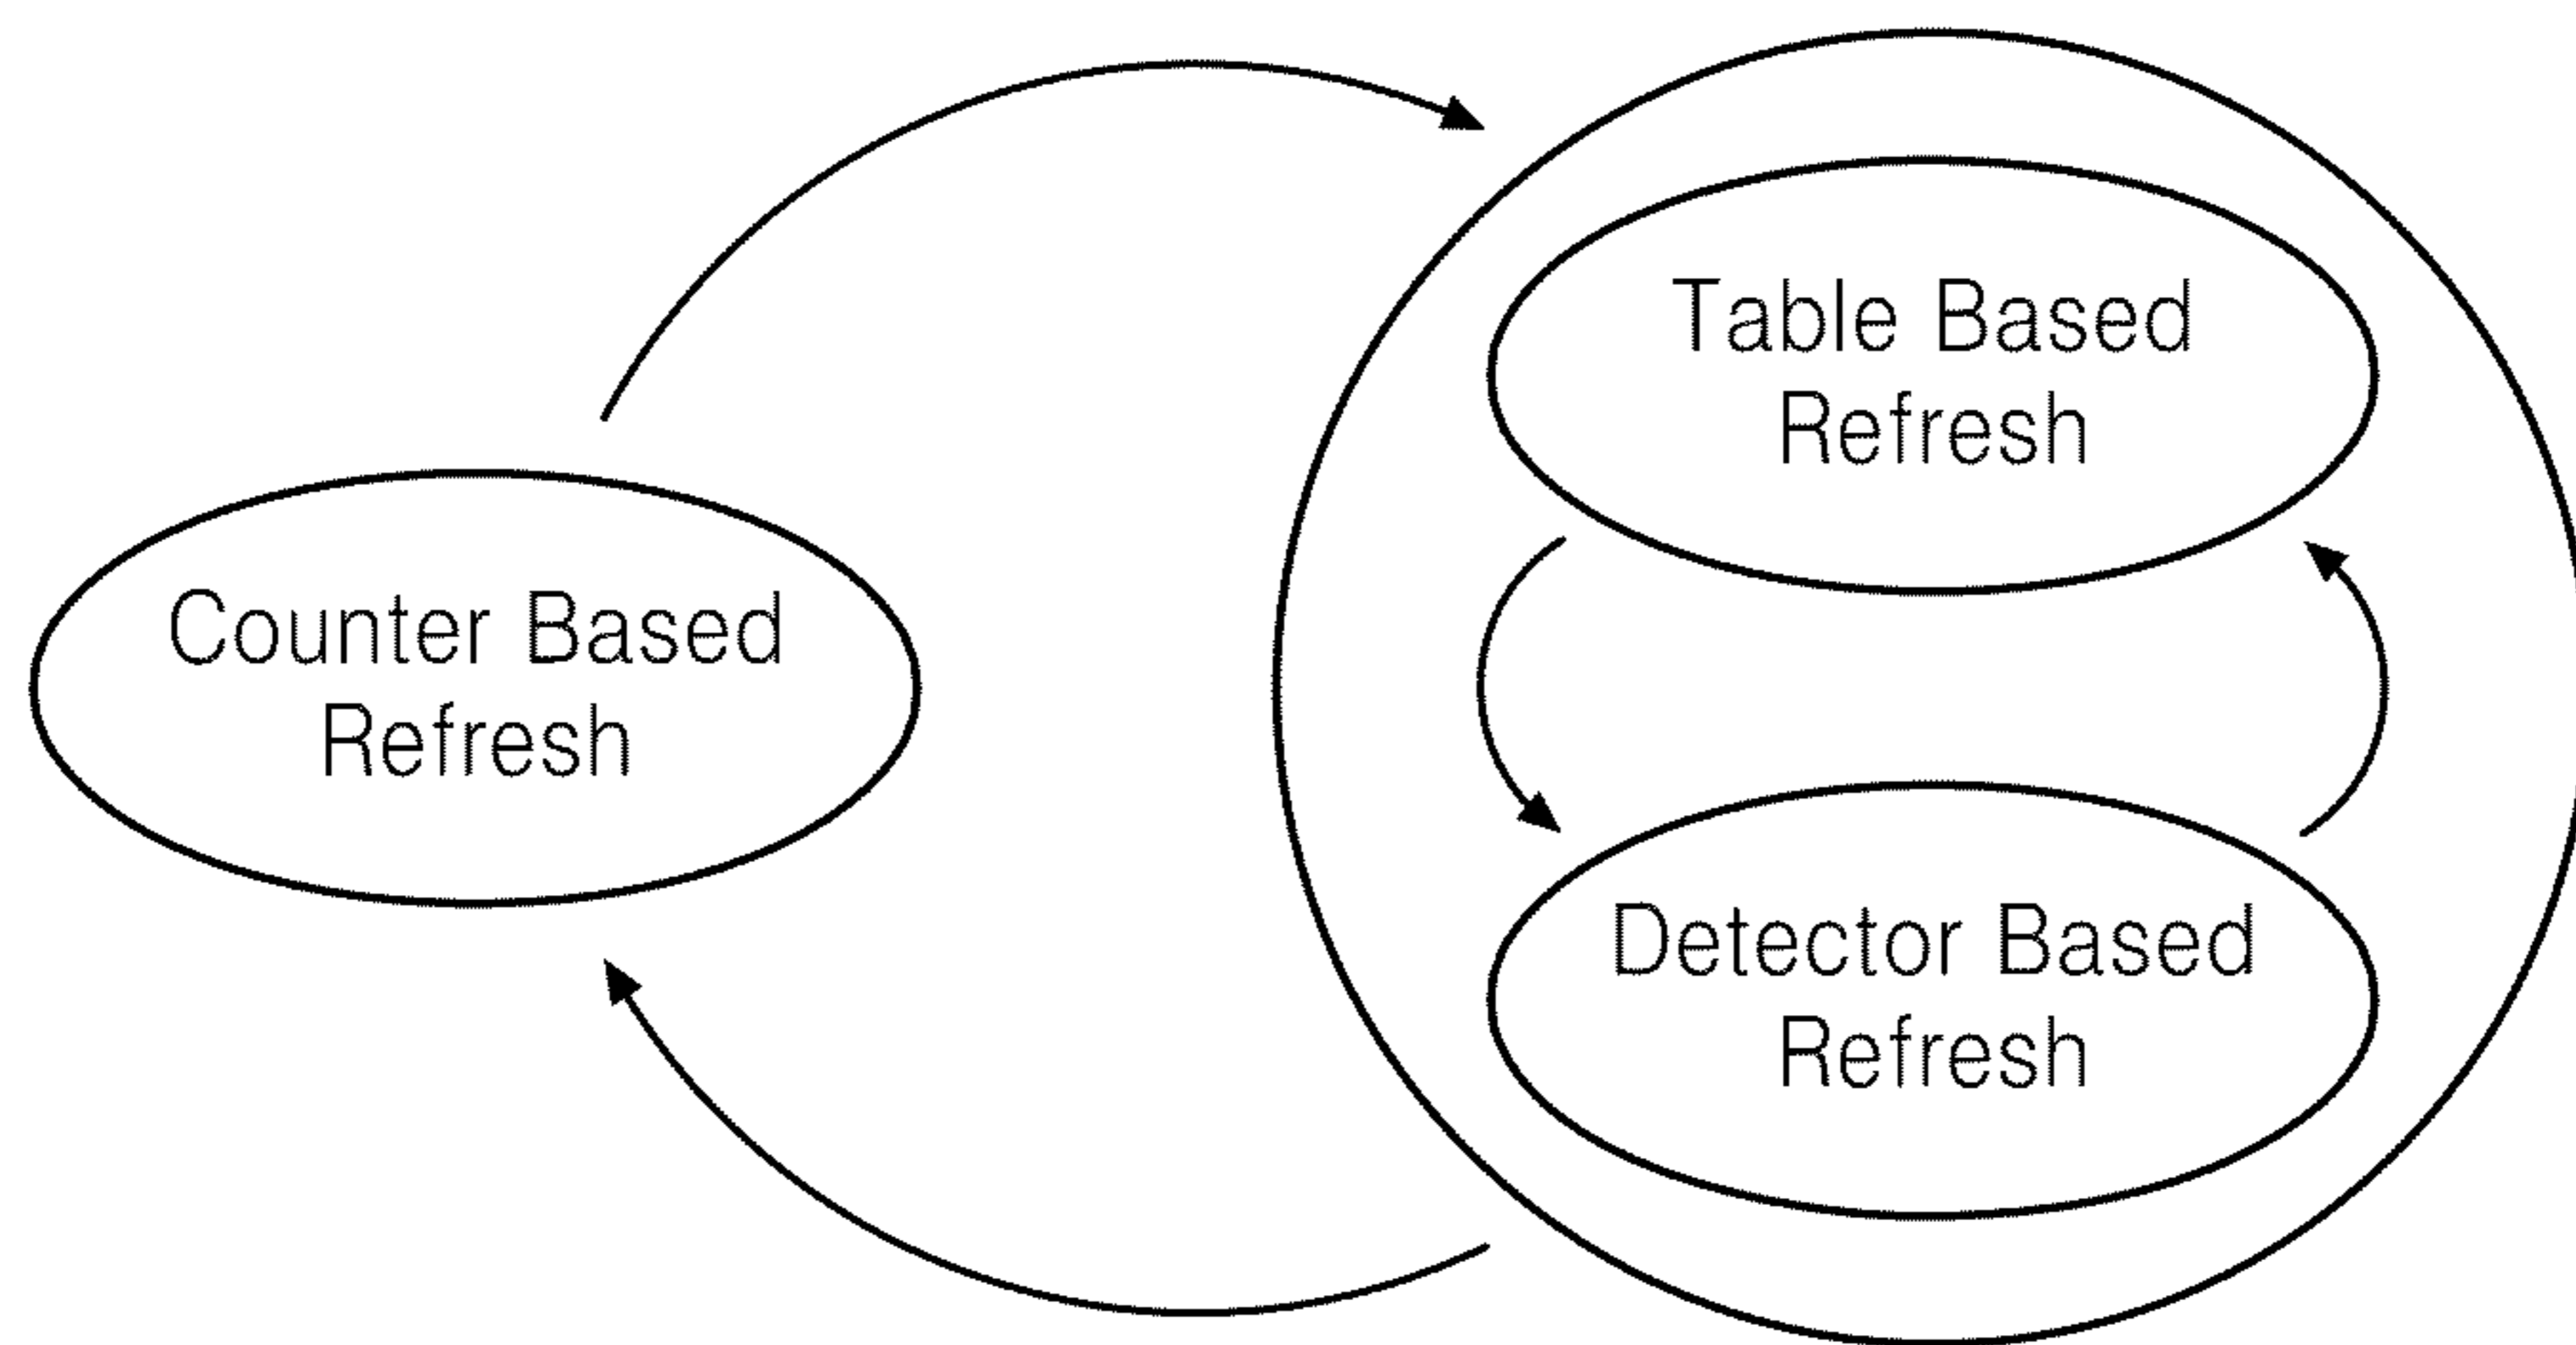 Counter Based
Refresh
Table Based
Refresh
Detector Based
Refresh